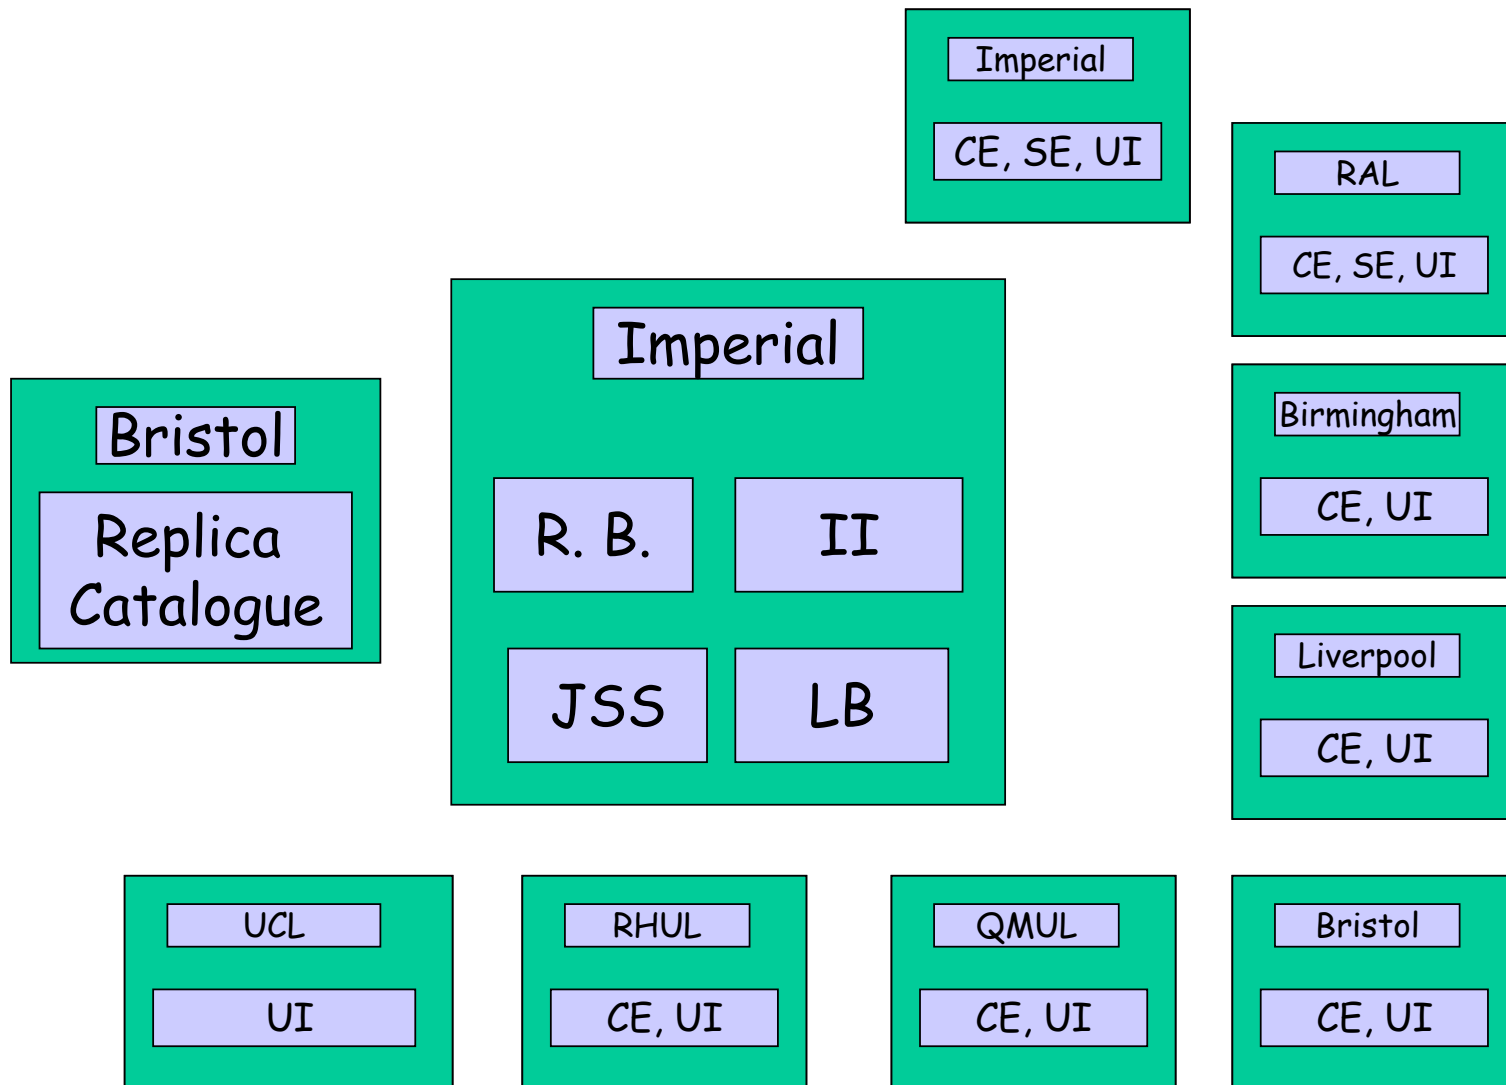 Imperial
CE, SE, UI
RAL
CE, SE, UI
Imperial
R. B.
II
JSS
LB
Bristol
Replica
Catalogue
Birmingham
CE, UI
Liverpool
CE, UI
UCL
UI
RHUL
CE, UI
QMUL
CE, UI
Bristol
CE, UI